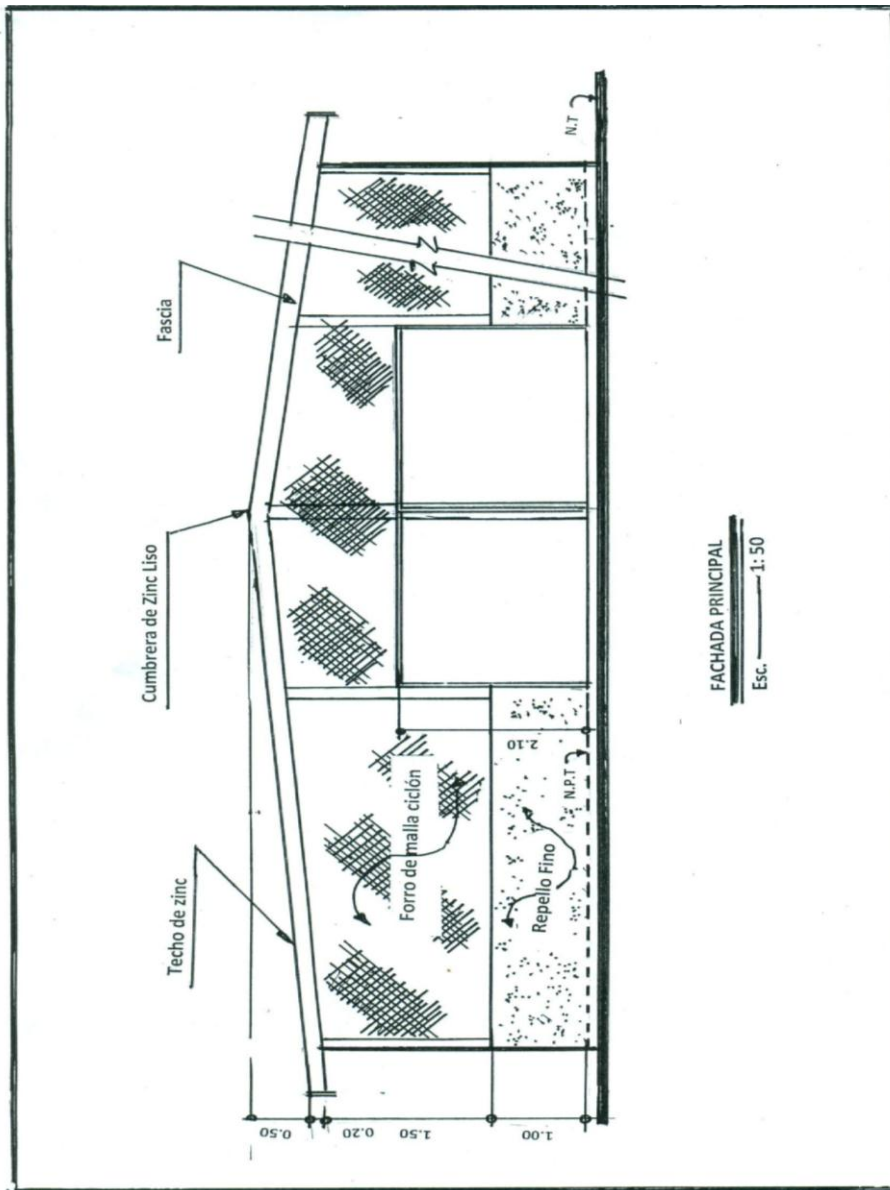 Techo de zinc
Cumbrera de Zinc Liso
Fascia
0.50
0.20
1.50
1.00
Forro de malla ciclón
Repello Fino
2.10
N.P.T
N.T
FACHADA PRINCIPAL
Esc. 1: 50